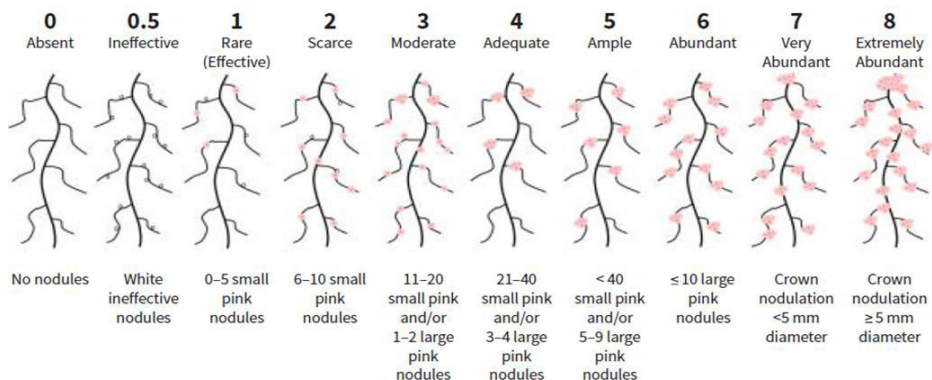 0 0.5 1 2 3 4 5 6 7 8
Absent Ineffective Rare Scarce Moderate Adequate Ample Abundant Very Extremely
(Effective) Abundant Abundant
No nodules White 0–5 small 6–10 small 11–20 21–40 < 40 ≤ 10 large Crown Crown
ineffective pink pink small pink small pink small pink pink nodulation nodulation
nodules nodules nodules and/or and/or and/or nodules <5 mm ≥ 5 mm
1–2 large 3–4 large 5–9 large diameter diameter
pink pink pink
nodules nodules nodules